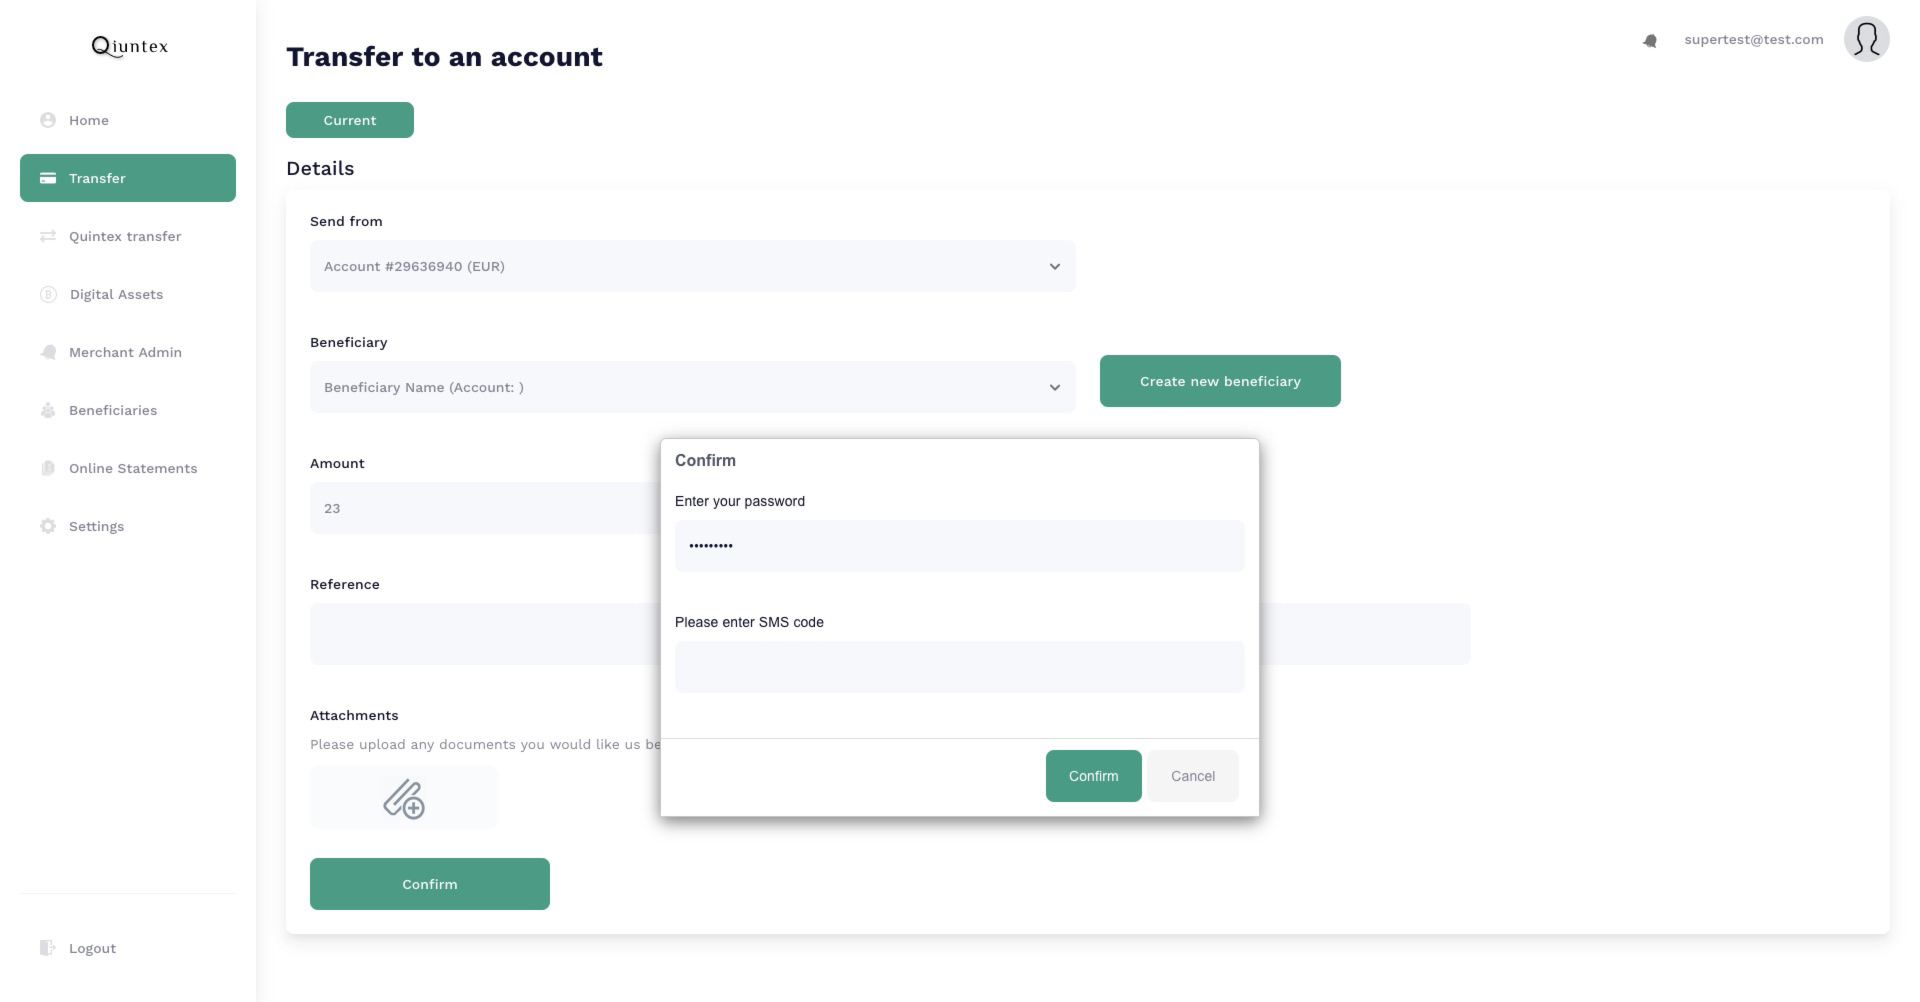 Qiuntex
Home
Transfer
Quintex transfer
Digital Assets
Merchant Admin
Beneficiaries
Online Statements
Settings
Logout
Transfer to an account
supertest@test.com
Current
Details
Send from
Account #29636940 (EUR)
Beneficiary
Beneficiary Name (Account: )
Create new beneficiary
Amount
23
Reference
Attachments
Please upload any documents you would like us be
Confirm
Confirm
Enter your password
•••••••••
Please enter SMS code
Confirm
Cancel